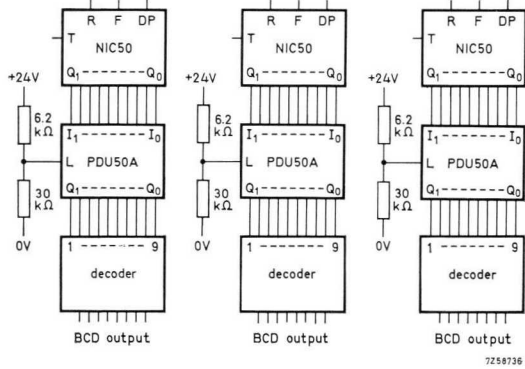 R F DP R F DP R F DP
T NIC50 T NIC50 T NIC50
+24V Q1 Q0 +24V Q1 Q0 +24V Q1 Q0
6.2 kΩ I1 I0 6.2 kΩ I1 I0 6.2 kΩ I1 I0
L PDU50A L PDU50A L PDU50A
30 kΩ Q1 Q0 30 kΩ Q1 Q0 30 kΩ Q1 Q0
0V 1 9 0V 1 9 0V 1 9
decoder decoder decoder
BCD output BCD output BCD output
7Z58736